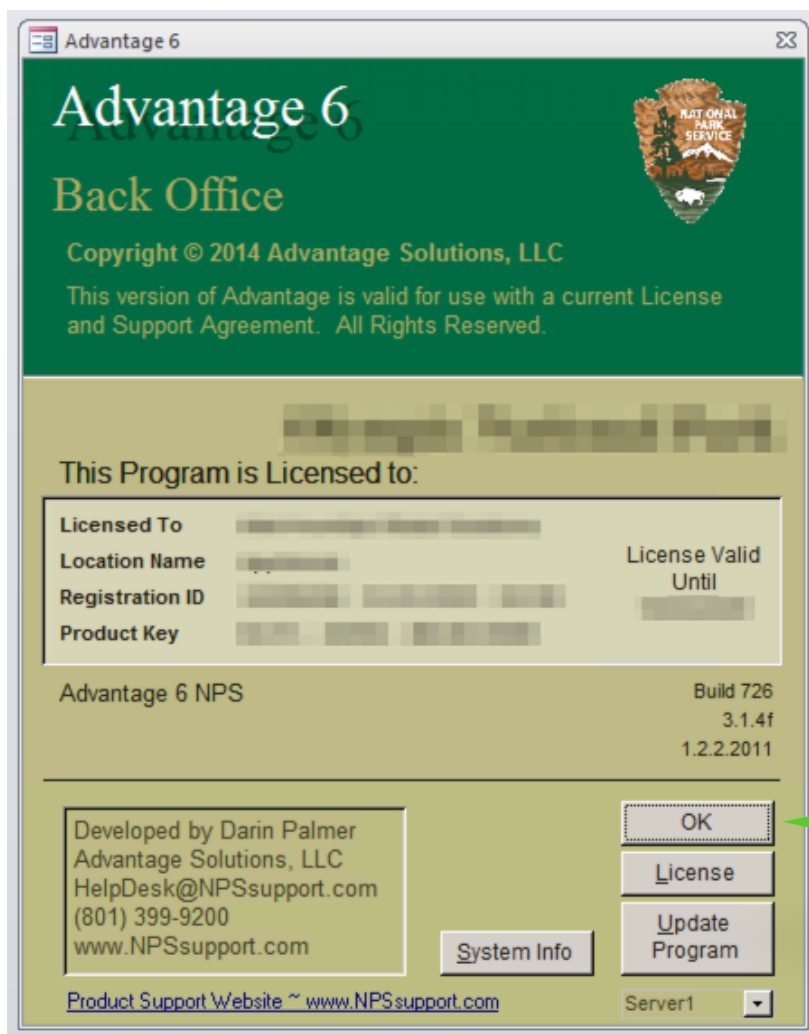 Advantage 6
Advantage 6
NATIONAL
PARK
SERVICE
Back Office
Copyright © 2014 Advantage Solutions, LLC
This version of Advantage is valid for use with a current License
and Support Agreement. All Rights Reserved.
This Program is Licensed to:
Licensed To
Location Name
Registration ID
Product Key
License Valid
Until
Advantage 6 NPS
Build 726
3.1.4f
1.2.2.2011
Developed by Darin Palmer
Advantage Solutions, LLC
HelpDesk@NPSsupport.com
(801) 399-9200
www.NPSsupport.com
OK
License
System Info
Update
Program
Product Support Website ~ www.NPSsupport.com
Server1